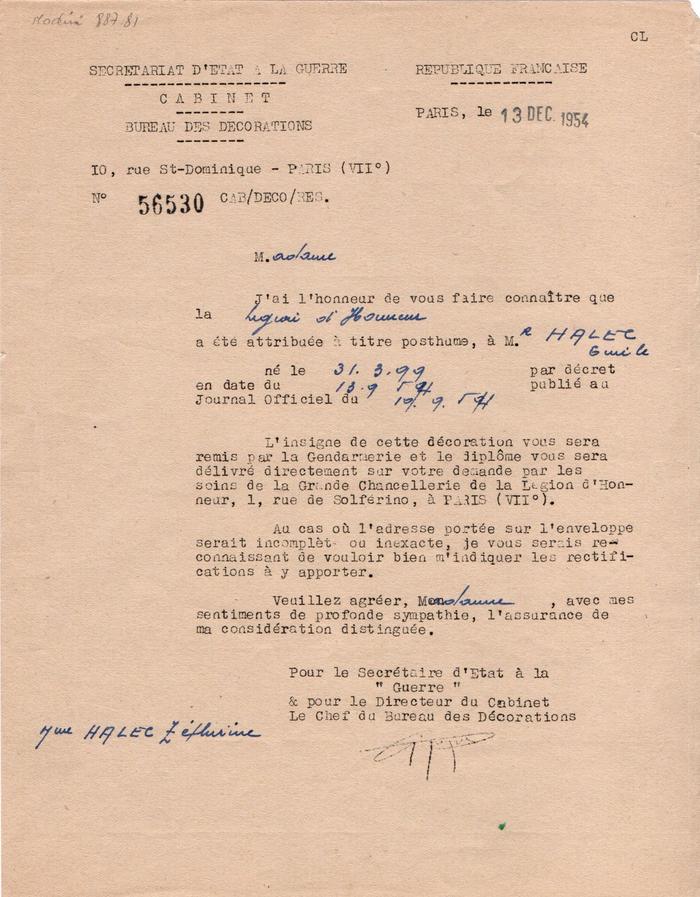 887.81
CL
SECRETARIAT D'ETAT A LA GUERRE
REPUBLIQUE FRANCAISE
C A B I N E T
PARIS, le 13 DEC. 1954
BUREAU DES DECORATIONS
IO, rue St-Dominique - PARIS (VII°)
N° 56530 CAB/DECO/RES.
M.adame
J'ai l'honneur de vous faire connaître que
la Légion d'Honneur
a été attribuée à titre posthume, à M.R HALEC
Emile
né le 31.3.99 par décret
en date du 13.9.54 publié au
Journal Officiel du 19.9.54
L'insigne de cette décoration vous sera
remis par la Gendarmerie et le diplôme vous sera
délivré directement sur votre demande par les
soins de la Grande Chancellerie de la Légion d'Hon-
neur, 1, rue de Solférino, à PARIS (VII°).
Au cas où l'adresse portée sur l'enveloppe
serait incomplète ou inexacte, je vous serais re-
connaissant de vouloir bien m'indiquer les rectifi-
cations à y apporter.
Veuillez agréer, Madame, avec mes
sentiments de profonde sympathie, l'assurance de
ma considération distinguée.
Pour le Secrétaire d'Etat à la
" Guerre "
& pour le Directeur du Cabinet
Le Chef du Bureau des Décorations
Mme HALEC Zéphirine